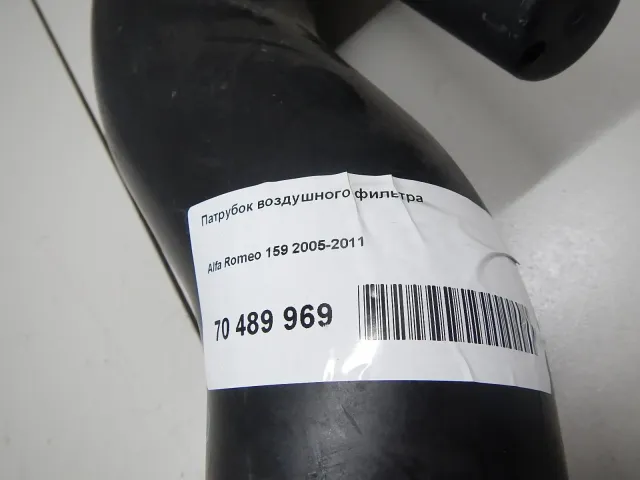 Патрубок воздушного фильтра
Alfa Romeo 159 2005-2011
70 489 969